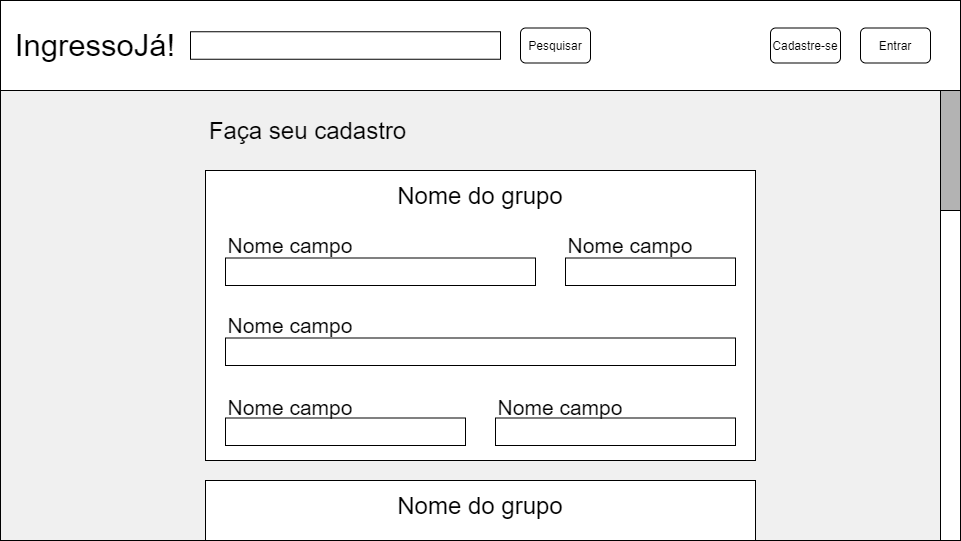 IngressoJá!
Pesquisar
Cadastre-se
Entrar
Faça seu cadastro
Nome do grupo
Nome campo
Nome campo
Nome campo
Nome campo
Nome campo
Nome do grupo